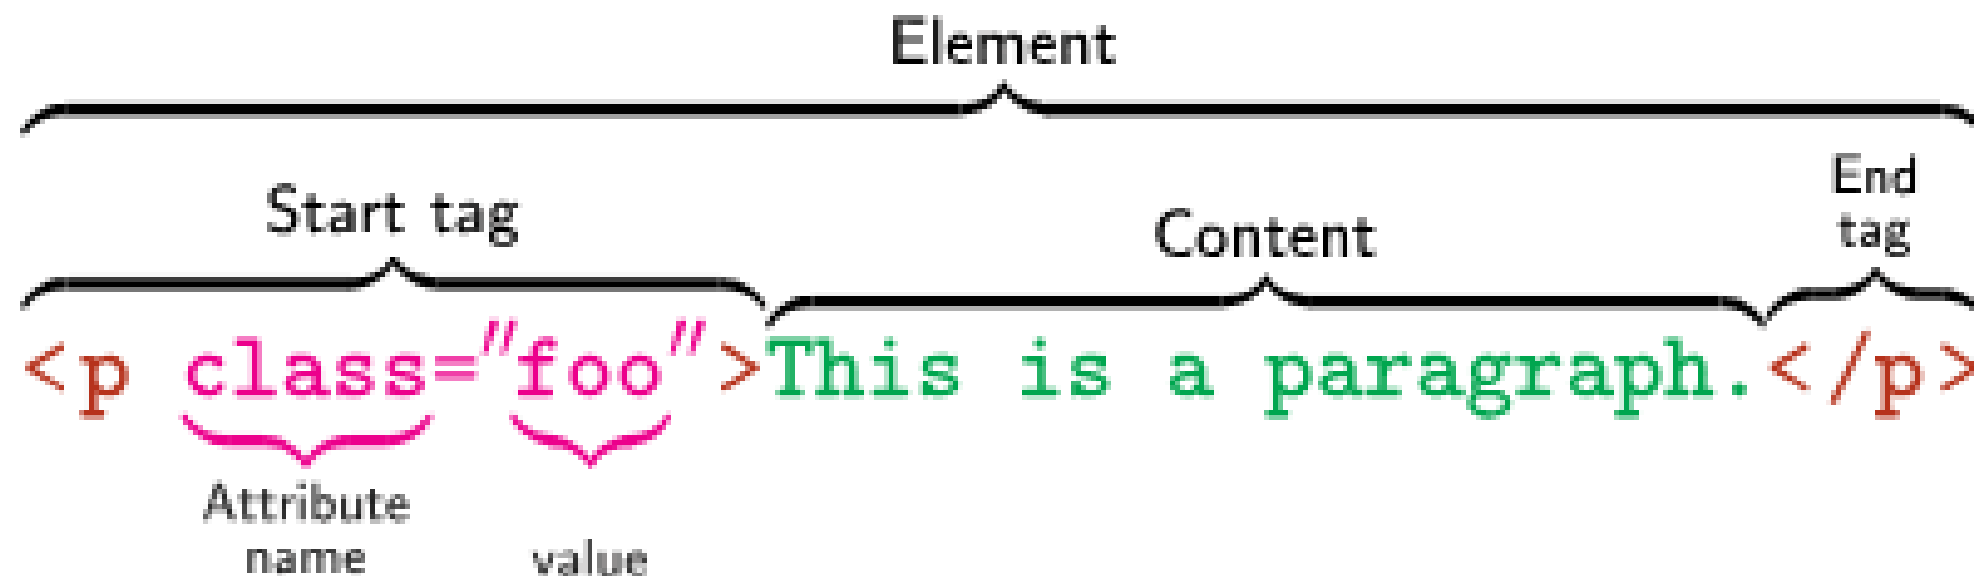 Element
Start tag
Content
End
tag
<p class="foo">This is a paragraph.</p>
Attribute
name
value